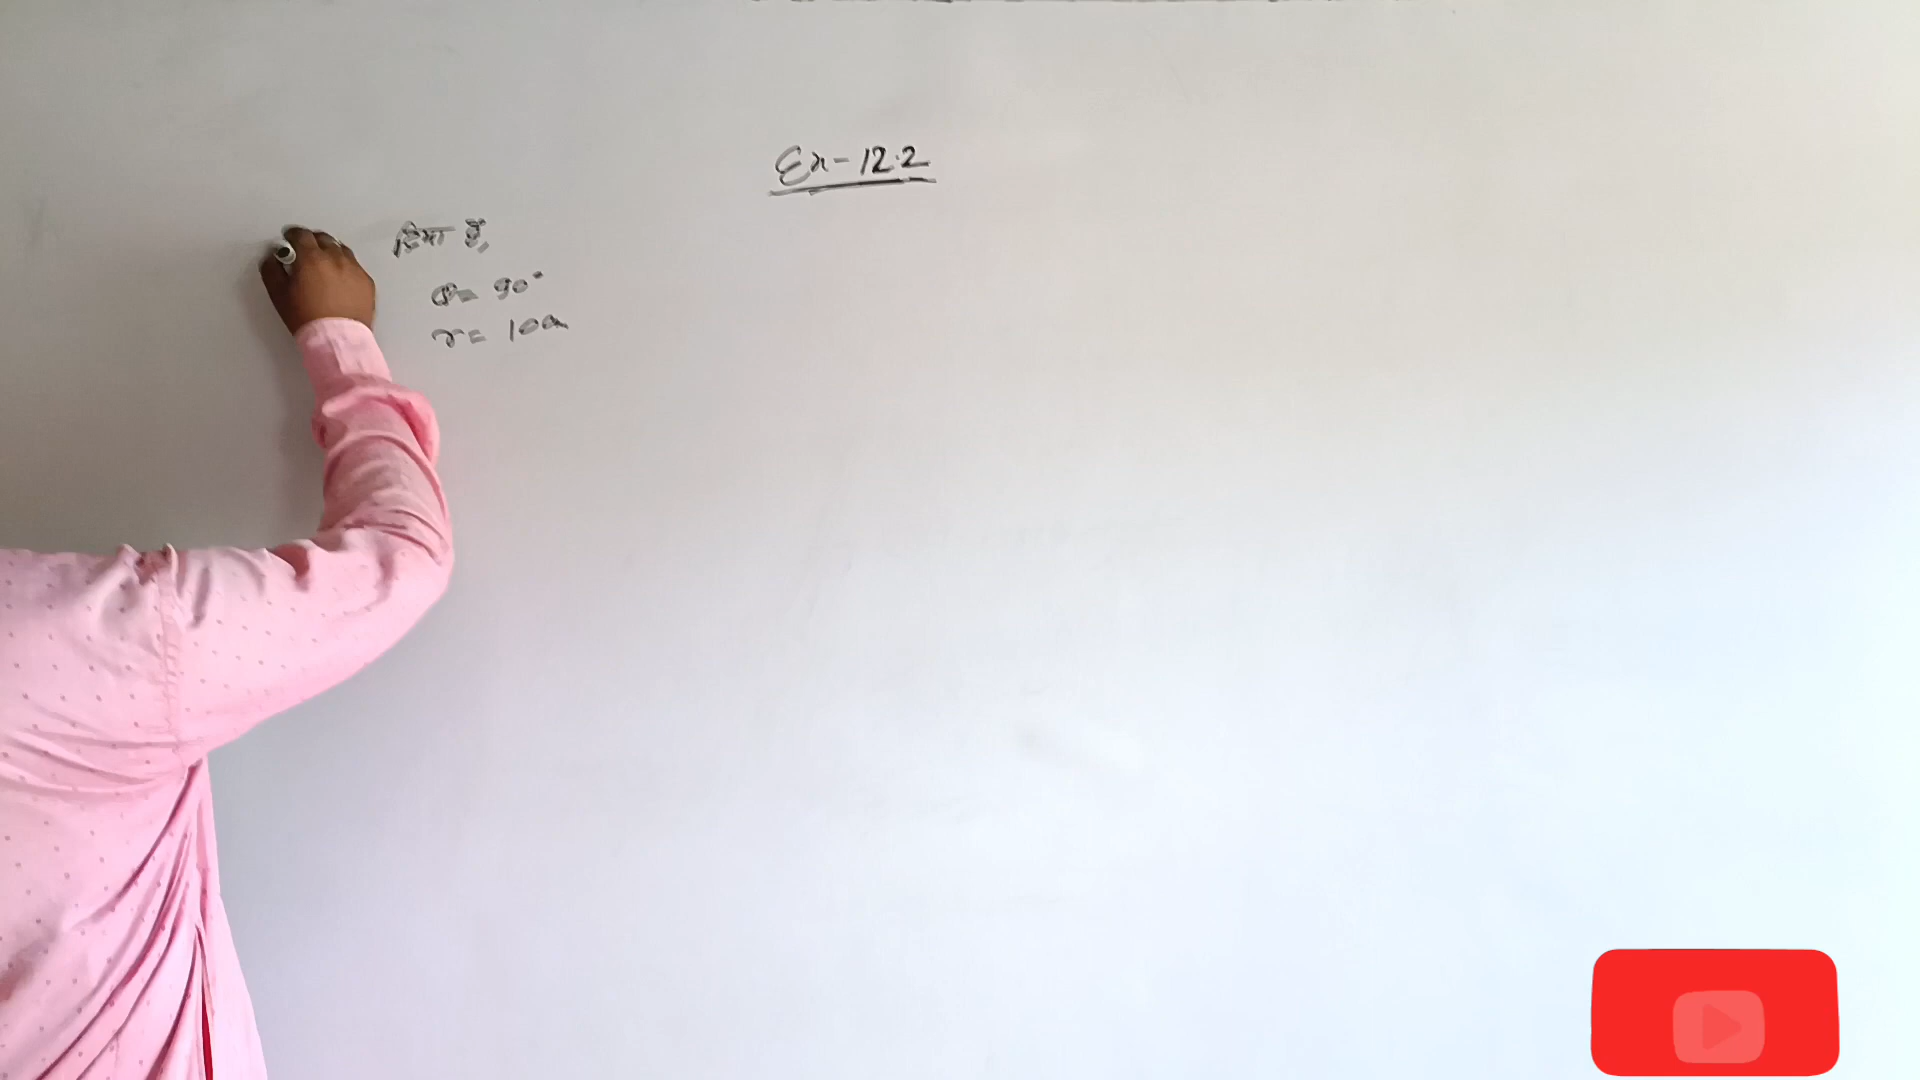 Ex-12.2
दिया है,
θ= 90°
r= 10cm